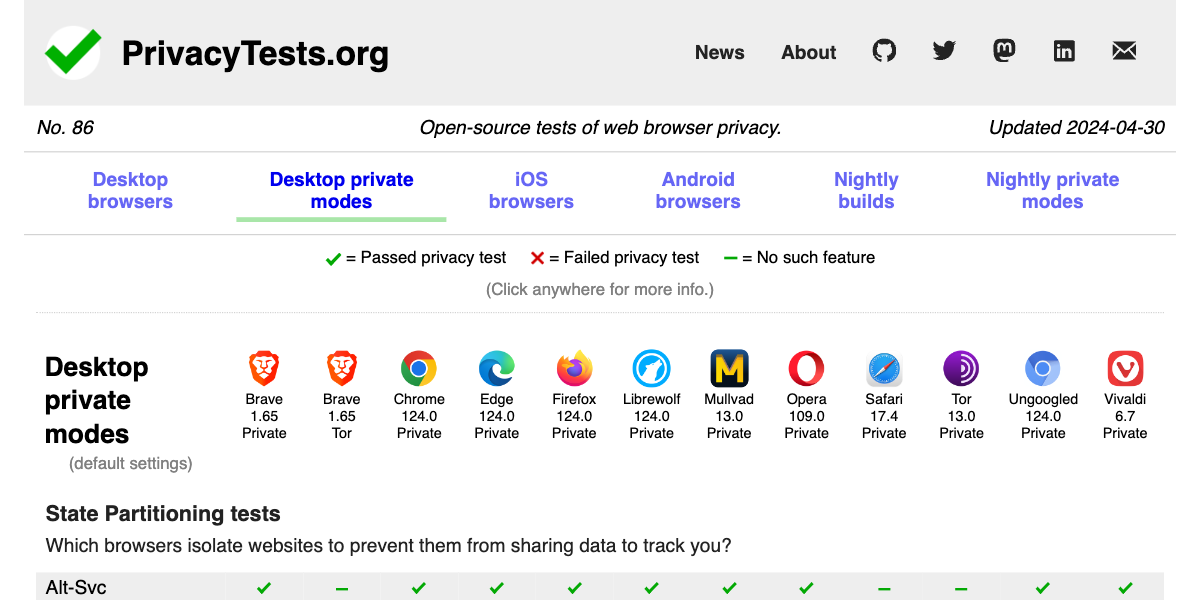 PrivacyTests.org
News About
No. 86 Open-source tests of web browser privacy. Updated 2024-04-30
Desktop browsers Desktop private modes iOS browsers Android browsers Nightly builds Nightly private modes
= Passed privacy test = Failed privacy test = No such feature
(Click anywhere for more info.)
Desktop private modes
(default settings)
Brave 1.65 Private
Brave 1.65 Tor
Chrome 124.0 Private
Edge 124.0 Private
Firefox 124.0 Private
Librewolf 124.0 Private
Mullvad 13.0 Private
Opera 109.0 Private
Safari 17.4 Private
Tor 13.0 Private
Ungoogled 124.0 Private
Vivaldi 6.7 Private
State Partitioning tests
Which browsers isolate websites to prevent them from sharing data to track you?
Alt-Svc